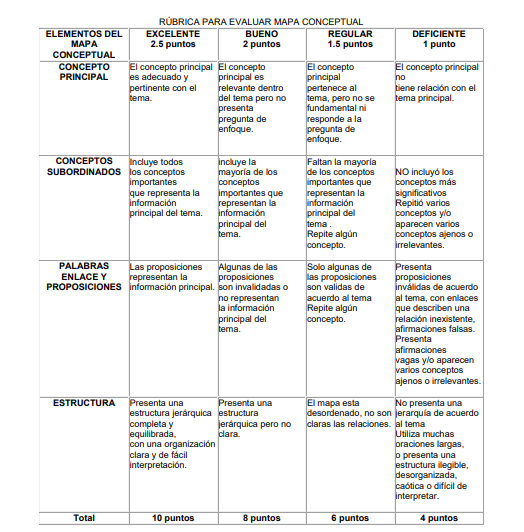 RÚBRICA PARA EVALUAR MAPA CONCEPTUAL
ELEMENTOS DEL
MAPA
CONCEPTUAL
EXCELENTE
2.5 puntos
BUENO
2 puntos
REGULAR
1.5 puntos
DEFICIENTE
1 punto
CONCEPTO
PRINCIPAL
El concepto principal
es adecuado y
pertinente con el
tema.
El concepto
principal es
relevante dentro
del tema pero no
presenta
pregunta de
enfoque.
El concepto
principal
pertenece al
tema, pero no se
fundamental ni
responde a la
pregunta de
enfoque.
El concepto principal
no
tiene relación con el
tema principal.
CONCEPTOS
SUBORDINADOS
Incluye todos
los conceptos
importantes
que representa la
información
principal del tema.
incluye la
mayoría de los
conceptos
importantes que
representan la
información
principal del
tema.
Faltan la mayoría
de los conceptos
importantes que
representan la
información
principal del
tema .
Repite algún
concepto.
NO incluyó los
conceptos más
significativos
Repitió varios
conceptos y/o
aparecen varios
conceptos ajenos o
irrelevantes.
PALABRAS
ENLACE Y
PROPOSICIONES
Las proposiciones
representan la
información principal.
Algunas de las
proposiciones
son invalidadas o
no representan
la información
principal del
tema.
Solo algunas de
las proposiciones
son validas de
acuerdo al tema
Repite algún
concepto.
Presenta
proposiciones
inválidas de acuerdo
al tema, con enlaces
que describen una
relación inexistente,
afirmaciones falsas.
Presenta
afirmaciones
vagas y/o aparecen
varios conceptos
ajenos o irrelevantes.
ESTRUCTURA
Presenta una
estructura jerárquica
completa y
equilibrada,
con una organización
clara y de fácil
interpretación.
Presenta una
estructura
jerárquica pero no
clara.
El mapa esta
desordenado, no son
claras las relaciones.
No presenta una
jerarquía de acuerdo
al tema
Utiliza muchas
oraciones largas,
o presenta una
estructura ilegible,
desorganizada,
caótica o difícil de
interpretar.
Total
10 puntos
8 puntos
6 puntos
4 puntos